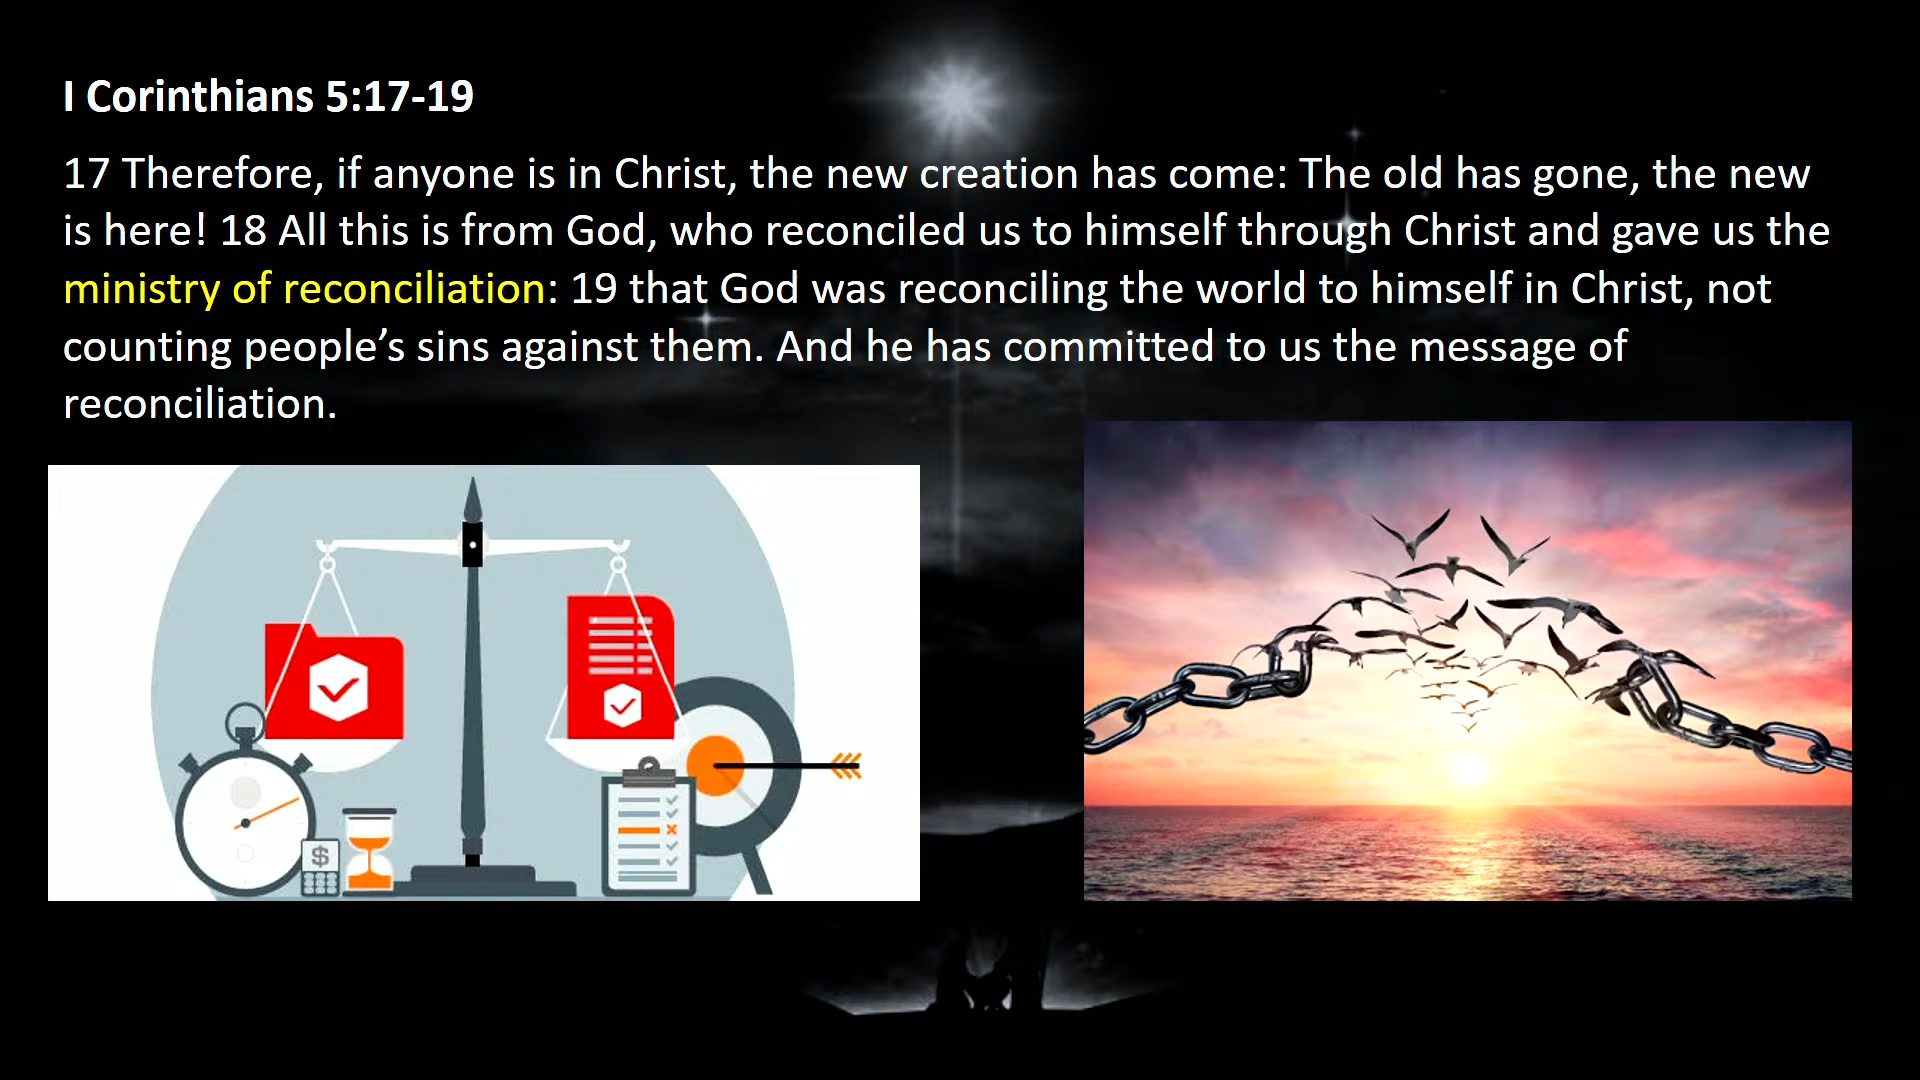 I Corinthians 5:17-19
17 Therefore, if anyone is in Christ, the new creation has come: The old has gone, the new
is here! 18 All this is from God, who reconciled us to himself through Christ and gave us the
ministry of reconciliation: 19 that God was reconciling the world to himself in Christ, not
counting people’s sins against them. And he has committed to us the message of
reconciliation.
$